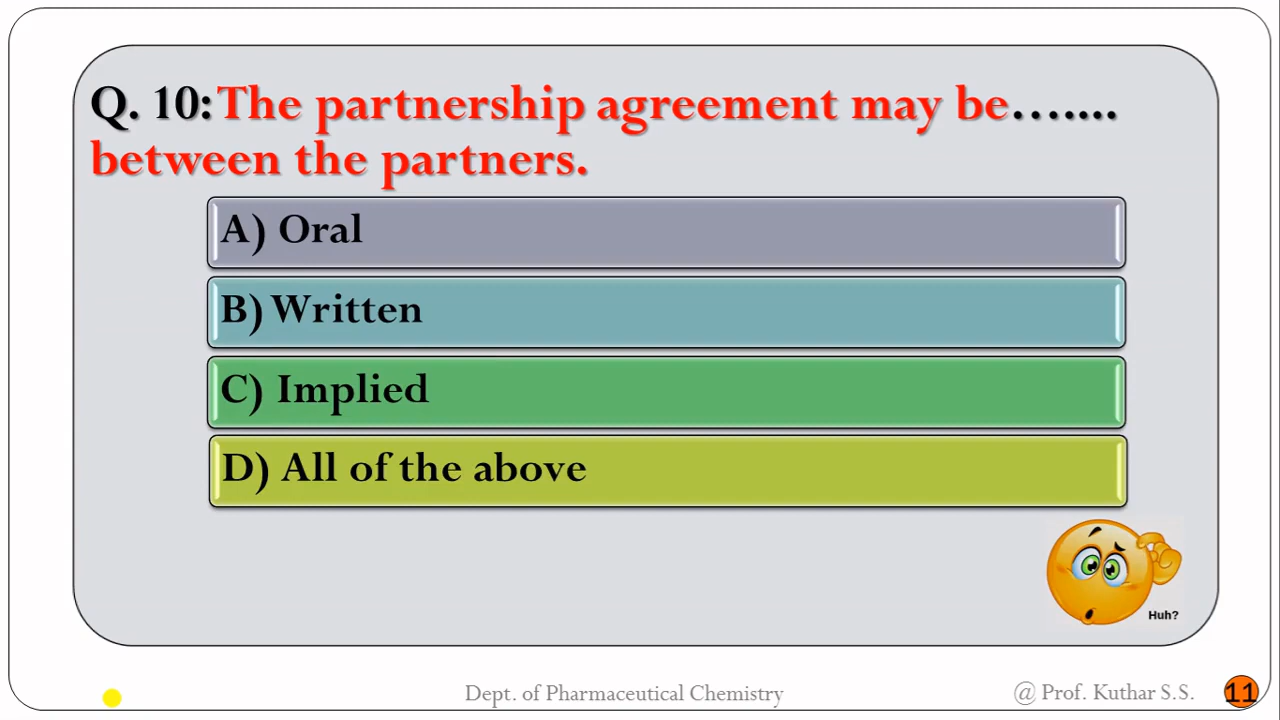 Q. 10: The partnership agreement may be…....
between the partners.
A) Oral
B) Written
C) Implied
D) All of the above
Huh?
Dept. of Pharmaceutical Chemistry
@ Prof. Kuthar S.S.
11